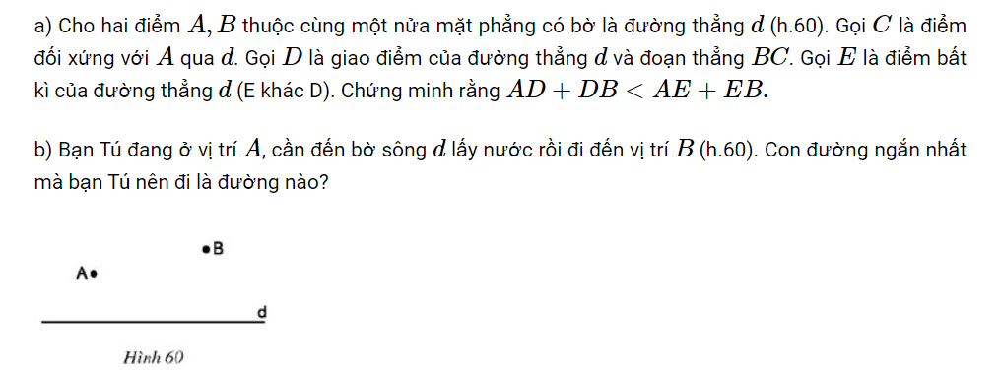 a) Cho hai điểm A, B thuộc cùng một nửa mặt phẳng có bờ là đường thẳng d (h.60). Gọi C là điểm
đối xứng với A qua d. Gọi D là giao điểm của đường thẳng d và đoạn thẳng BC. Gọi E là điểm bất
kì của đường thẳng d (E khác D). Chứng minh rằng AD + DB < AE + EB.
b) Bạn Tú đang ở vị trí A, cần đến bờ sông d lấy nước rồi đi đến vị trí B (h.60). Con đường ngắn nhất
mà bạn Tú nên đi là đường nào?
B
A
d
Hình 60